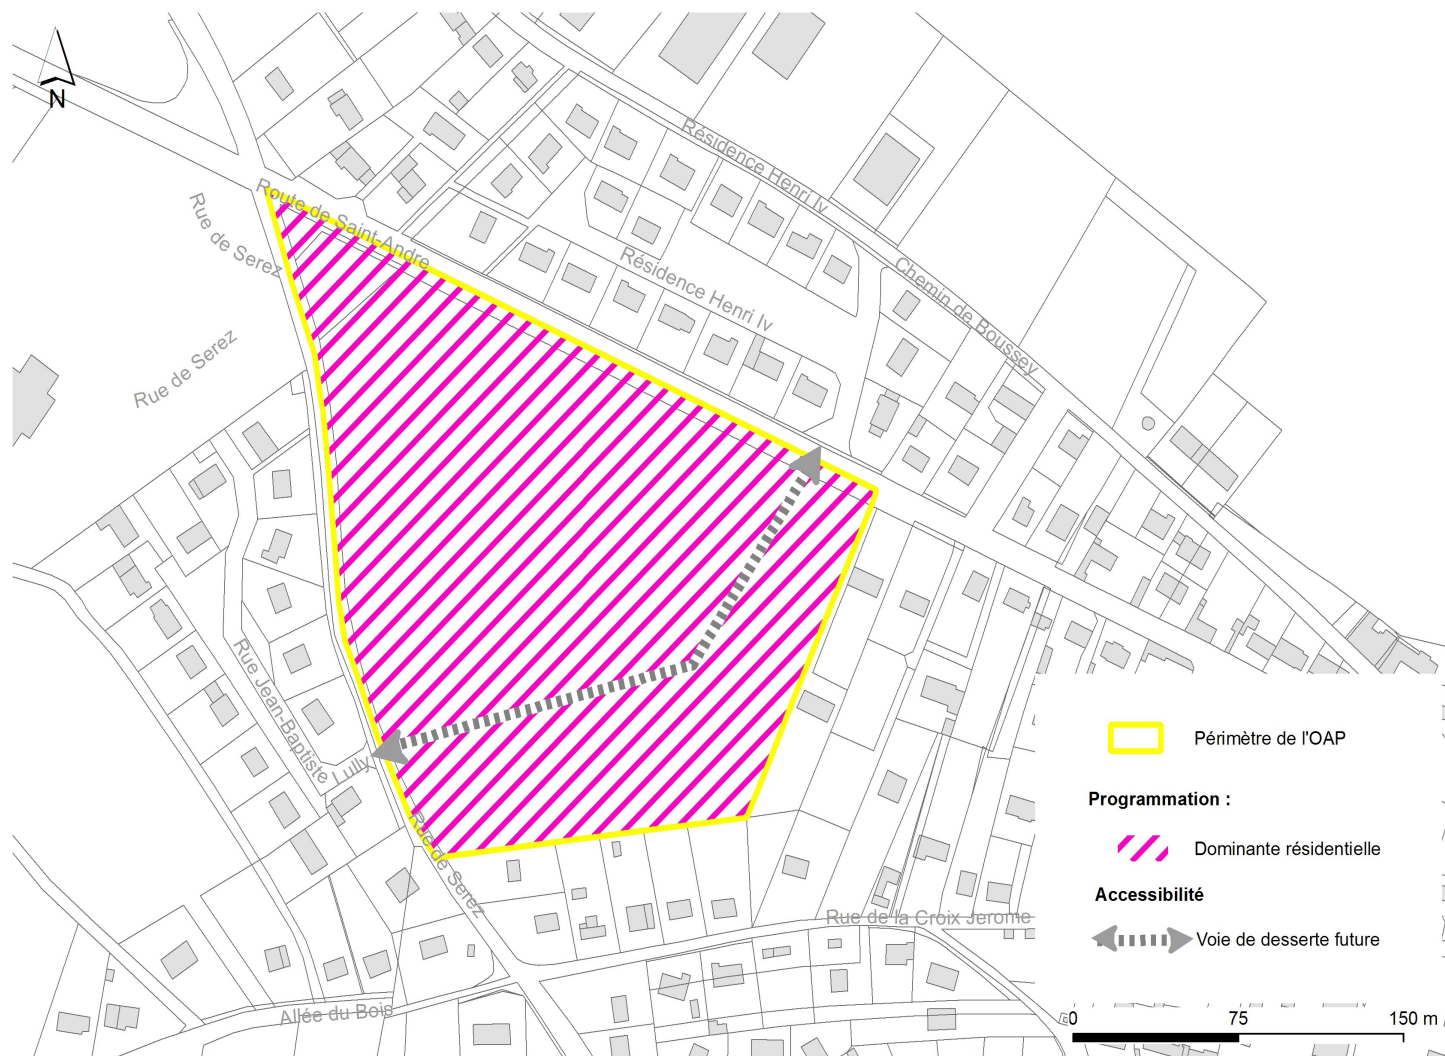 N
Résidence Henri Iv
Rue de Serez
Route de Saint-Andre
Résidence Henri Iv
Chemin de Boussey
Rue de Serez
Rue Jean-Baptiste Lully
Rue de Serez
Rue de la Croix Jerome
Allée du Bois
Périmètre de l'OAP
Programmation :
Dominante résidentielle
Accessibilité
Voie de desserte future
0 75 150 m